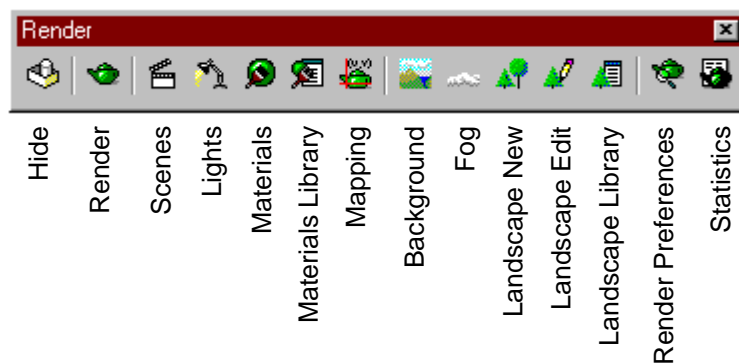 Render
Hide
Render
Scenes
Lights
Materials
Materials Library
Mapping
Background
Fog
Landscape New
Landscape Edit
Landscape Library
Render Preferences
Statistics